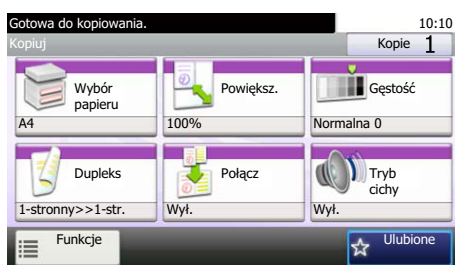 Gotowa do kopiowania.
10:10
Kopiuj
Kopie 1
Wybór
papieru
A4
Powiększ.
100%
Gęstość
Normalna 0
Dupleks
1-stronny>>1-str.
Połącz
Wył.
Tryb
cichy
Wył.
Funkcje
Ulubione